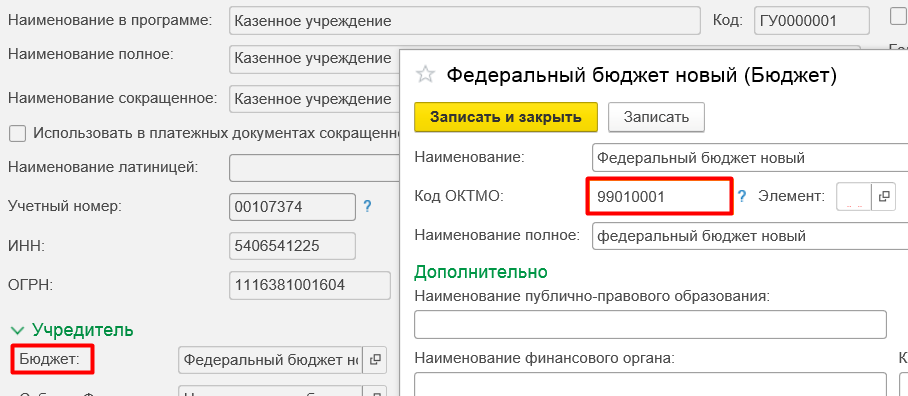 Наименование в программе: Казенное учреждение Код: ГУ0000001
Наименование полное: Казенное учреждение
Наименование сокращенное: Казенное учреждение
Использовать в платежных документах сокращенно
Наименование латиницей:
Учетный номер: 00107374 ?
ИНН: 5406541225
ОГРН: 1116381001604
Учредитель
Бюджет: Федеральный бюджет но
Федеральный бюджет новый (Бюджет)
Записать и закрыть Записать
Наименование: Федеральный бюджет новый
Код ОКТМО: 99010001 ? Элемент:
Наименование полное: федеральный бюджет новый
Дополнительно
Наименование публично-правового образования:
Наименование финансового органа: К